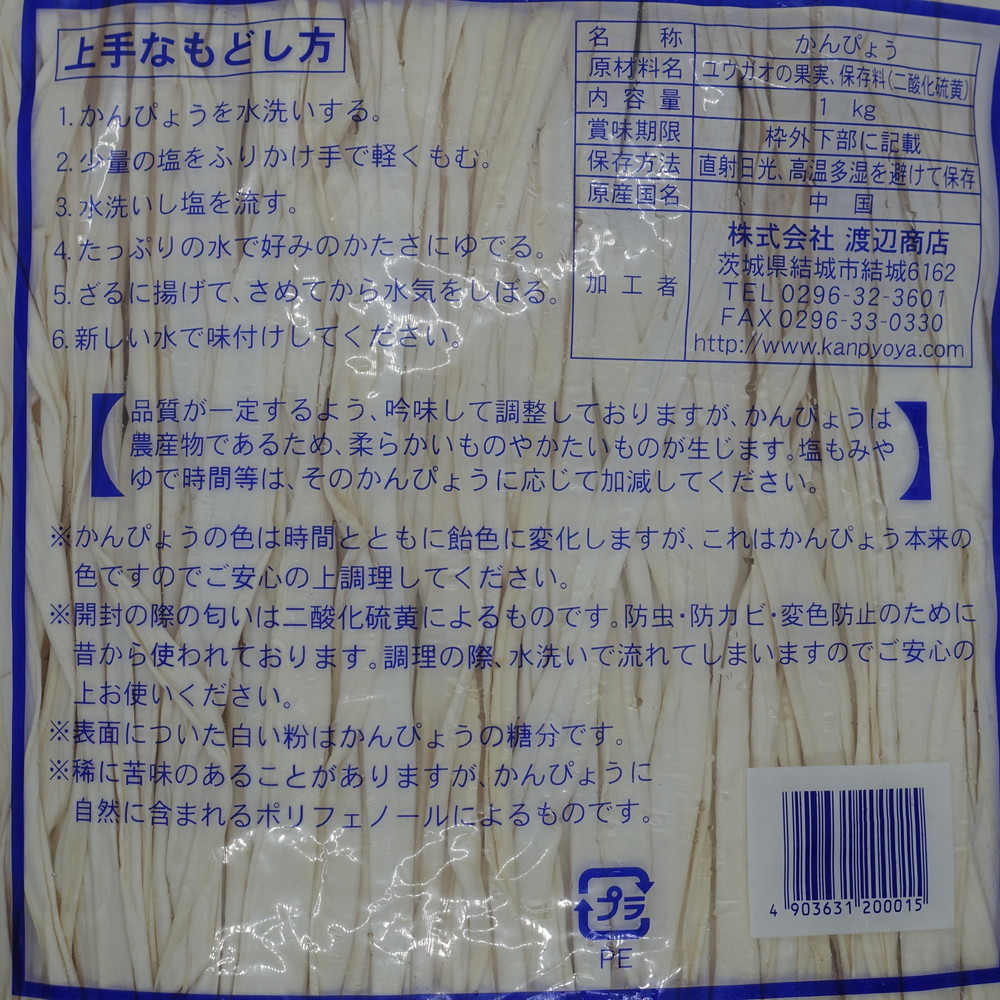 上手なもどし方
1. かんぴょうを水洗いする。
2. 少量の塩をふりかけ手で軽くもむ。
3. 水洗いし塩を流す。
4. たっぷりの水で好みのかたさにゆでる。
5. ざるに揚げて、さめてから水気をしぼる。
6. 新しい水で味付けしてください。
名 称 かんぴょう
原材料名 ユウガオの果実、保存料(二酸化硫黄)
内容量 1 kg
賞味期限 枠外下部に記載
保存方法 直射日光、高温多湿を避けて保存
原産国名 中 国
加工者
株式会社 渡辺商店
茨城県結城市結城6162
TEL 0296-32-3601
FAX 0296-33-0330
http://www.kanpyoya.com
【品質が一定するよう、吟味して調整しておりますが、かんぴょうは
農産物であるため、柔らかいものやかたいものが生じます。塩もみや
ゆで時間等は、そのかんぴょうに応じて加減してください。】
※かんぴょうの色は時間とともに飴色に変化しますが、これはかんぴょう本来の
色ですのでご安心の上調理してください。
※開封の際の匂いは二酸化硫黄によるものです。防虫・防カビ・変色防止のために
昔から使われております。調理の際、水洗いで流れてしまいますのでご安心の
上お使いください。
※表面についた白い粉はかんぴょうの糖分です。
※稀に苦味のあることがありますが、かんぴょうに
自然に含まれるポリフェノールによるものです。
プラ
PE
4 903631 200015